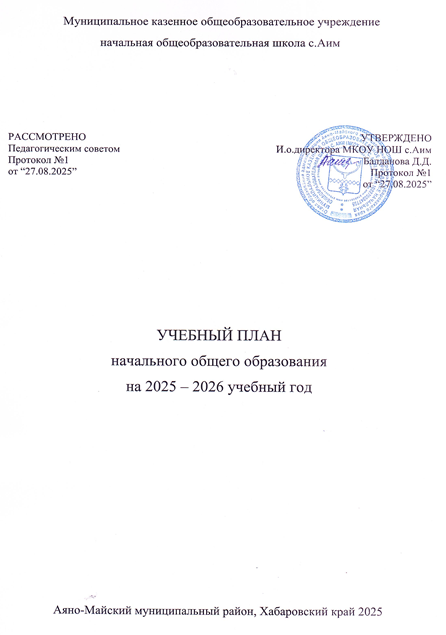 Муниципальное казенное общеобразовательное учреждение
начальная общеобразовательная школа с.Аим
РАССМОТРЕНО
Педагогическим советом
Протокол №1
от “27.08.2025”
УТВЕРЖДЕНО
И.о.директора МКОУ НОШ с.Аим
Балданова Д.Д.
Протокол №1
от “27.08.2025”
УЧЕБНЫЙ ПЛАН
начального общего образования
на 2025 – 2026 учебный год
Аяно-Майский муниципальный район, Хабаровский край 2025